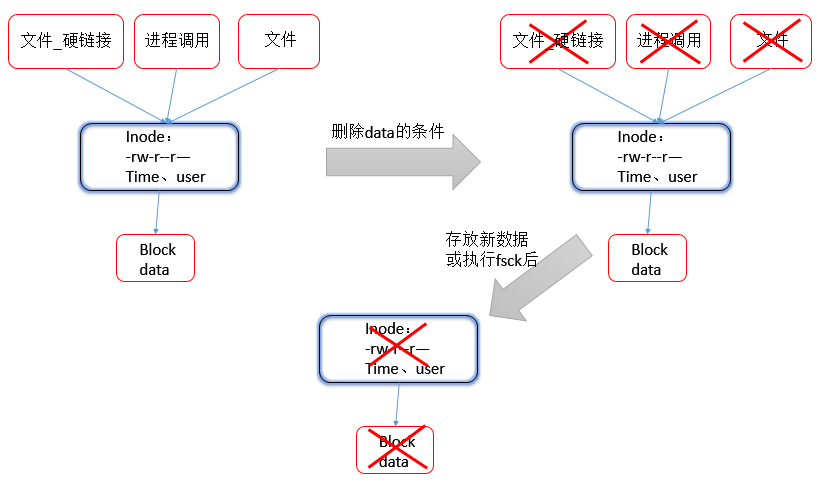 文件_硬链接
进程调用
文件
文件_硬链接
进程调用
文件
Inode：
-rw-r--r—
Time、user
删除data的条件
Inode：
-rw-r--r—
Time、user
Block
data
存放新数据
或执行fsck后
Block
data
Inode：
-rw-r--r—
Time、user
Block
data